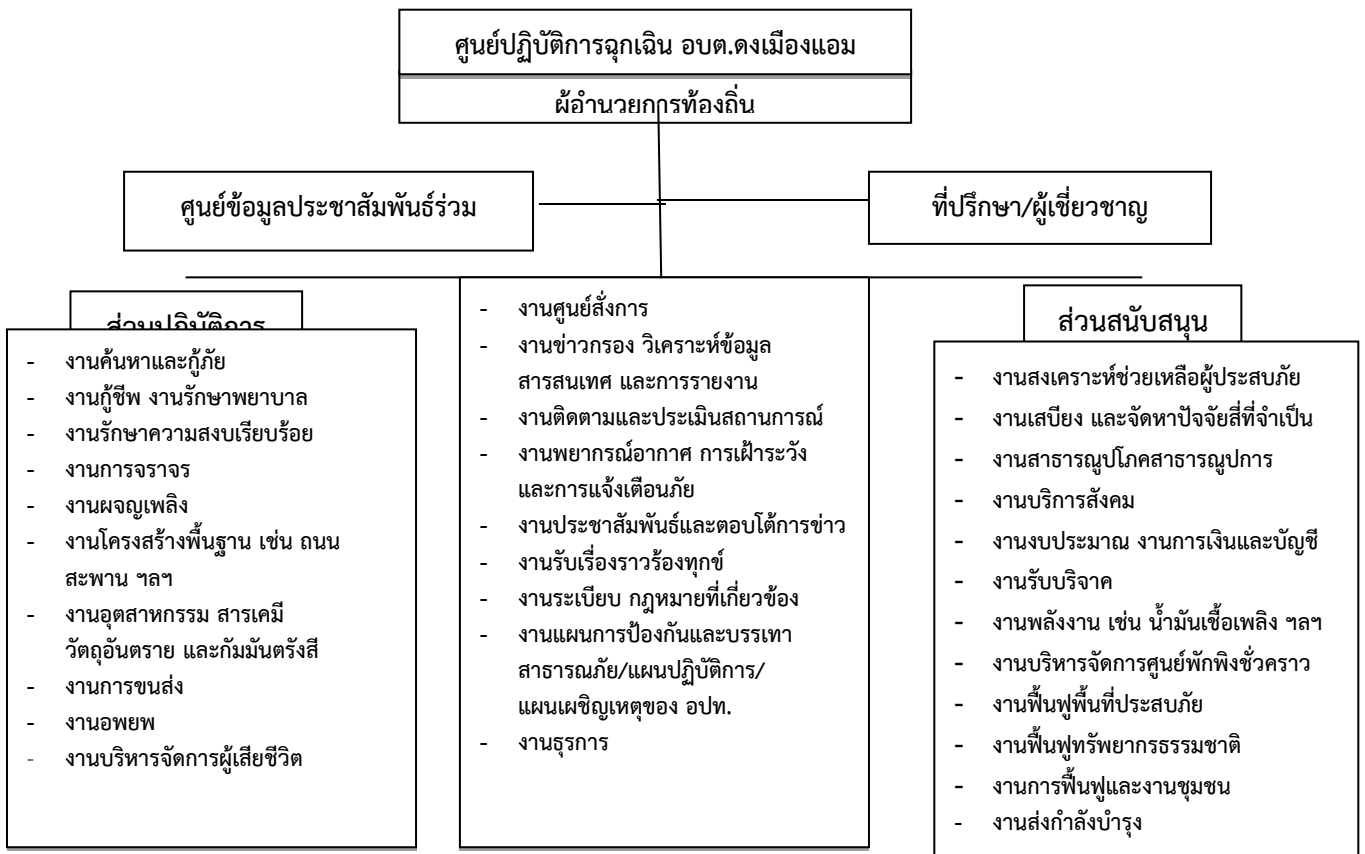 ศูนย์ปฏิบัติการฉุกเฉิน อบต.ดงเมืองแอม
ผู้อำนวยการท้องถิ่น
ศูนย์ข้อมูลประชาสัมพันธ์ร่วม
ที่ปรึกษา/ผู้เชี่ยวชาญ
ส่วนปฏิบัติการ
- งานค้นหาและกู้ภัย
- งานกู้ชีพ งานรักษาพยาบาล
- งานรักษาความสงบเรียบร้อย
- งานการจราจร
- งานผจญเพลิง
- งานโครงสร้างพื้นฐาน เช่น ถนน
สะพาน ฯลฯ
- งานอุตสาหกรรม สารเคมี
วัตถุอันตราย และกัมมันตรังสี
- งานการขนส่ง
- งานอพยพ
- งานบริหารจัดการผู้เสียชีวิต
- งานศูนย์สั่งการ
- งานข่าวกรอง วิเคราะห์ข้อมูล
สารสนเทศ และการรายงาน
- งานติดตามและประเมินสถานการณ์
- งานพยากรณ์อากาศ การเฝ้าระวัง
และการแจ้งเตือนภัย
- งานประชาสัมพันธ์และตอบโต้การข่าว
- งานรับเรื่องราวร้องทุกข์
- งานระเบียบ กฎหมายที่เกี่ยวข้อง
- งานแผนการป้องกันและบรรเทา
สาธารณภัย/แผนปฏิบัติการ/
แผนเผชิญเหตุของ อปท.
- งานธุรการ
ส่วนสนับสนุน
- งานสงเคราะห์ช่วยเหลือผู้ประสบภัย
- งานเสบียง และจัดหาปัจจัยสี่ที่จำเป็น
- งานสาธารณูปโภคสาธารณูปการ
- งานบริการสังคม
- งานงบประมาณ งานการเงินและบัญชี
- งานรับบริจาค
- งานพลังงาน เช่น น้ำมันเชื้อเพลิง ฯลฯ
- งานบริหารจัดการศูนย์พักพิงชั่วคราว
- งานฟื้นฟูพื้นที่ประสบภัย
- งานฟื้นฟูทรัพยากรธรรมชาติ
- งานการฟื้นฟูและงานชุมชน
- งานส่งกำลังบำรุง